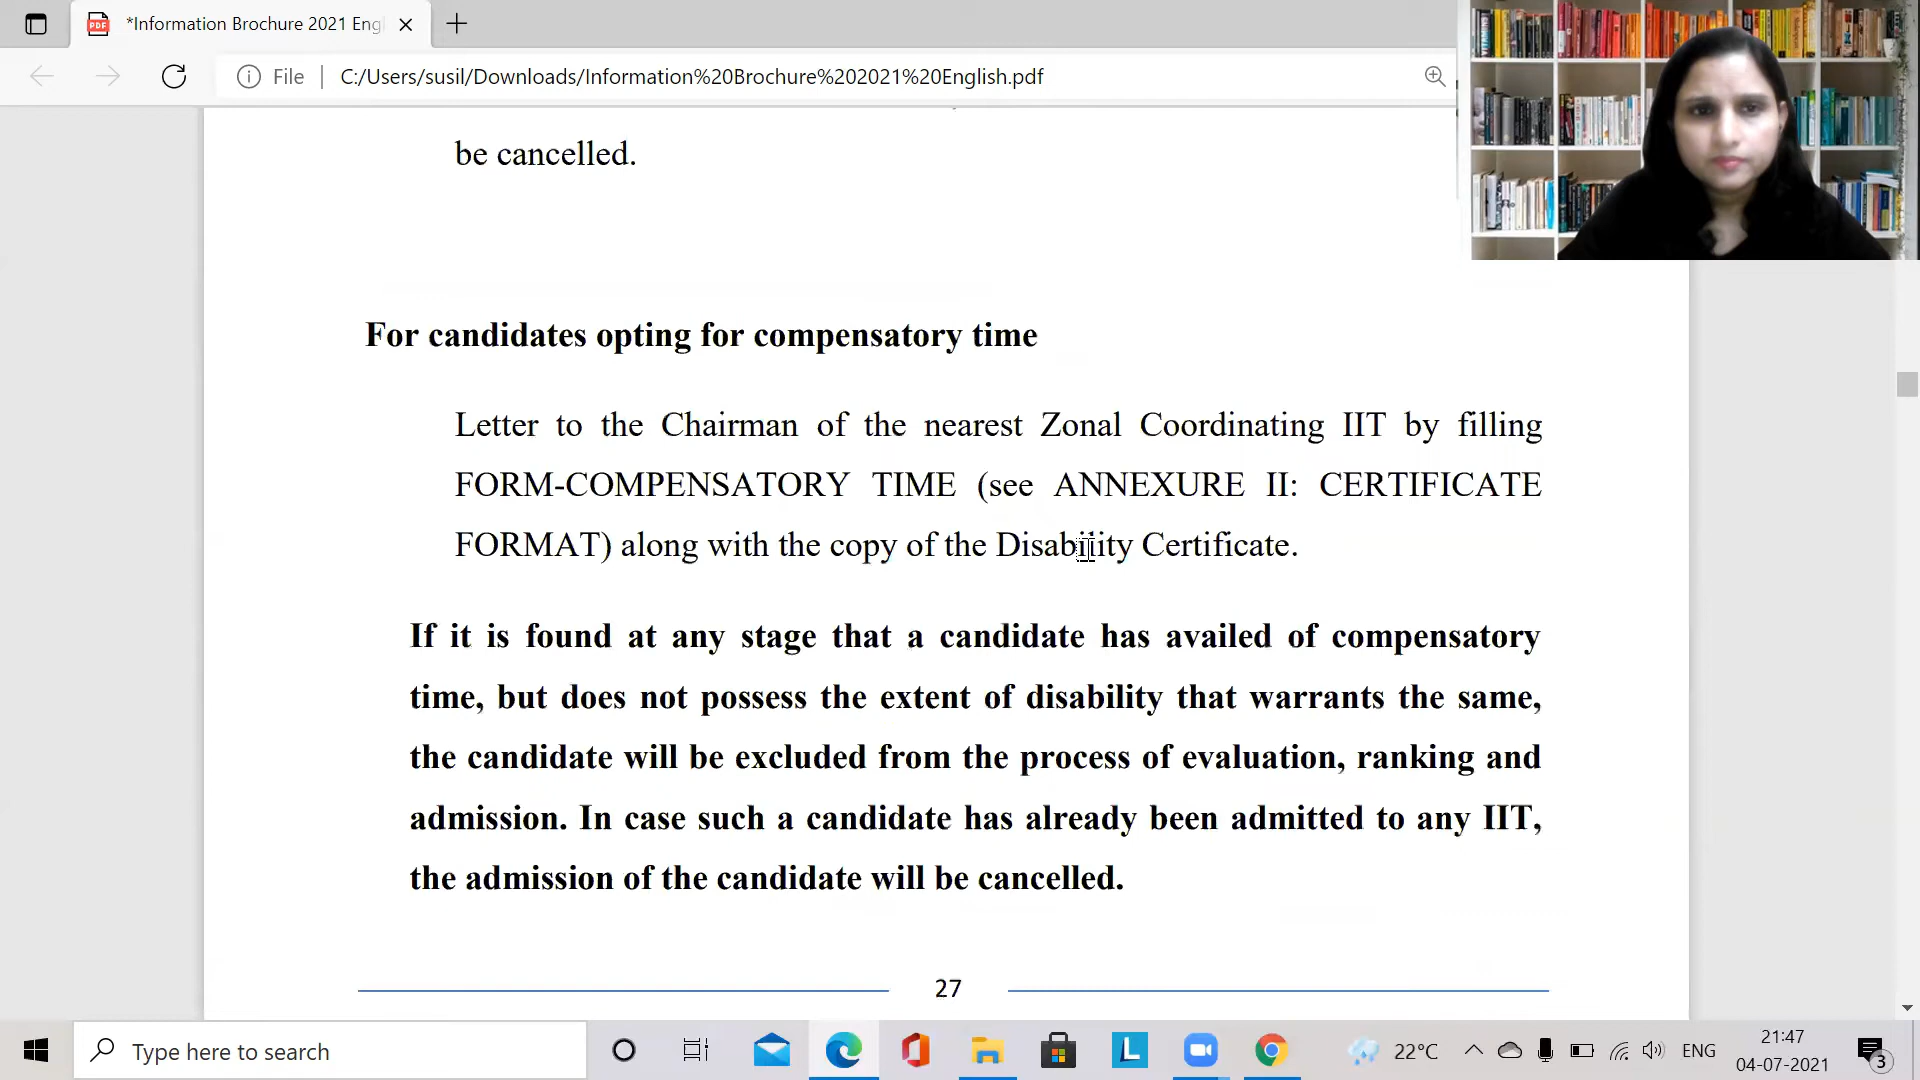 *Information Brochure 2021 Eng
File
C:/Users/susil/Downloads/Information%20Brochure%202021%20English.pdf
be cancelled.
For candidates opting for compensatory time
Letter to the Chairman of the nearest Zonal Coordinating IIT by filling
FORM-COMPENSATORY TIME (see ANNEXURE II: CERTIFICATE
FORMAT) along with the copy of the Disability Certificate.
If it is found at any stage that a candidate has availed of compensatory
time, but does not possess the extent of disability that warrants the same,
the candidate will be excluded from the process of evaluation, ranking and
admission. In case such a candidate has already been admitted to any IIT,
the admission of the candidate will be cancelled.
27
Type here to search
22°C
ENG
21:47
04-07-2021
3